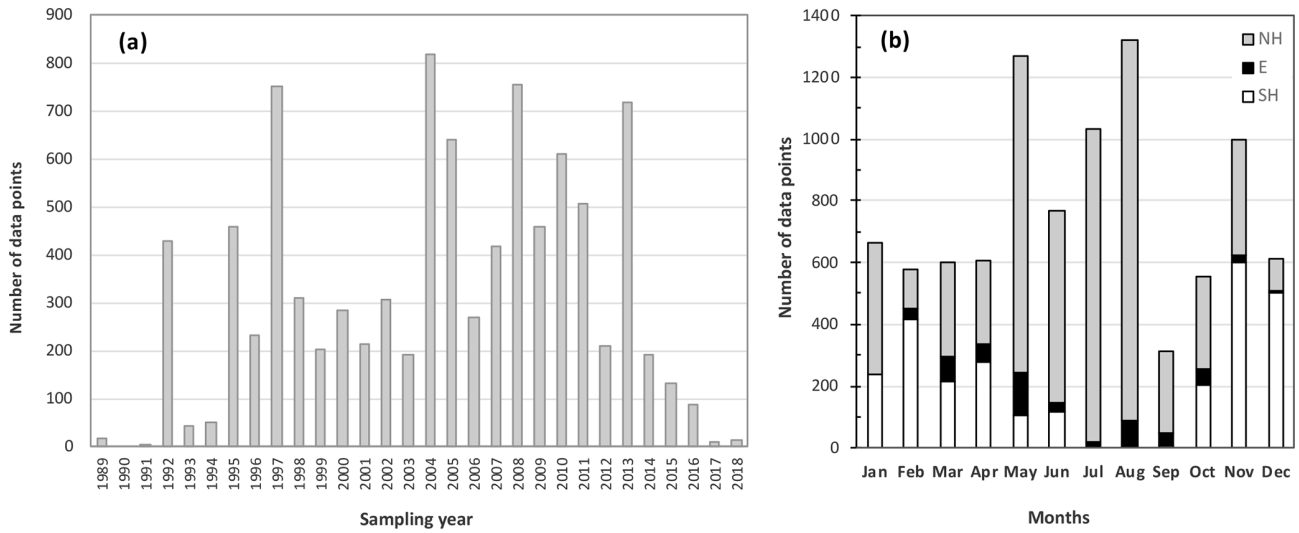 (a)
Number of data points
900
800
700
600
500
400
300
200
100
0
1989 1990 1991 1992 1993 1994 1995 1996 1997 1998 1999 2000 2001 2002 2003 2004 2005 2006 2007 2008 2009 2010 2011 2012 2013 2014 2015 2016 2017 2018
Sampling year
(b)
NH
E
SH
Number of data points
1400
1200
1000
800
600
400
200
0
Jan Feb Mar Apr May Jun Jul Aug Sep Oct Nov Dec
Months